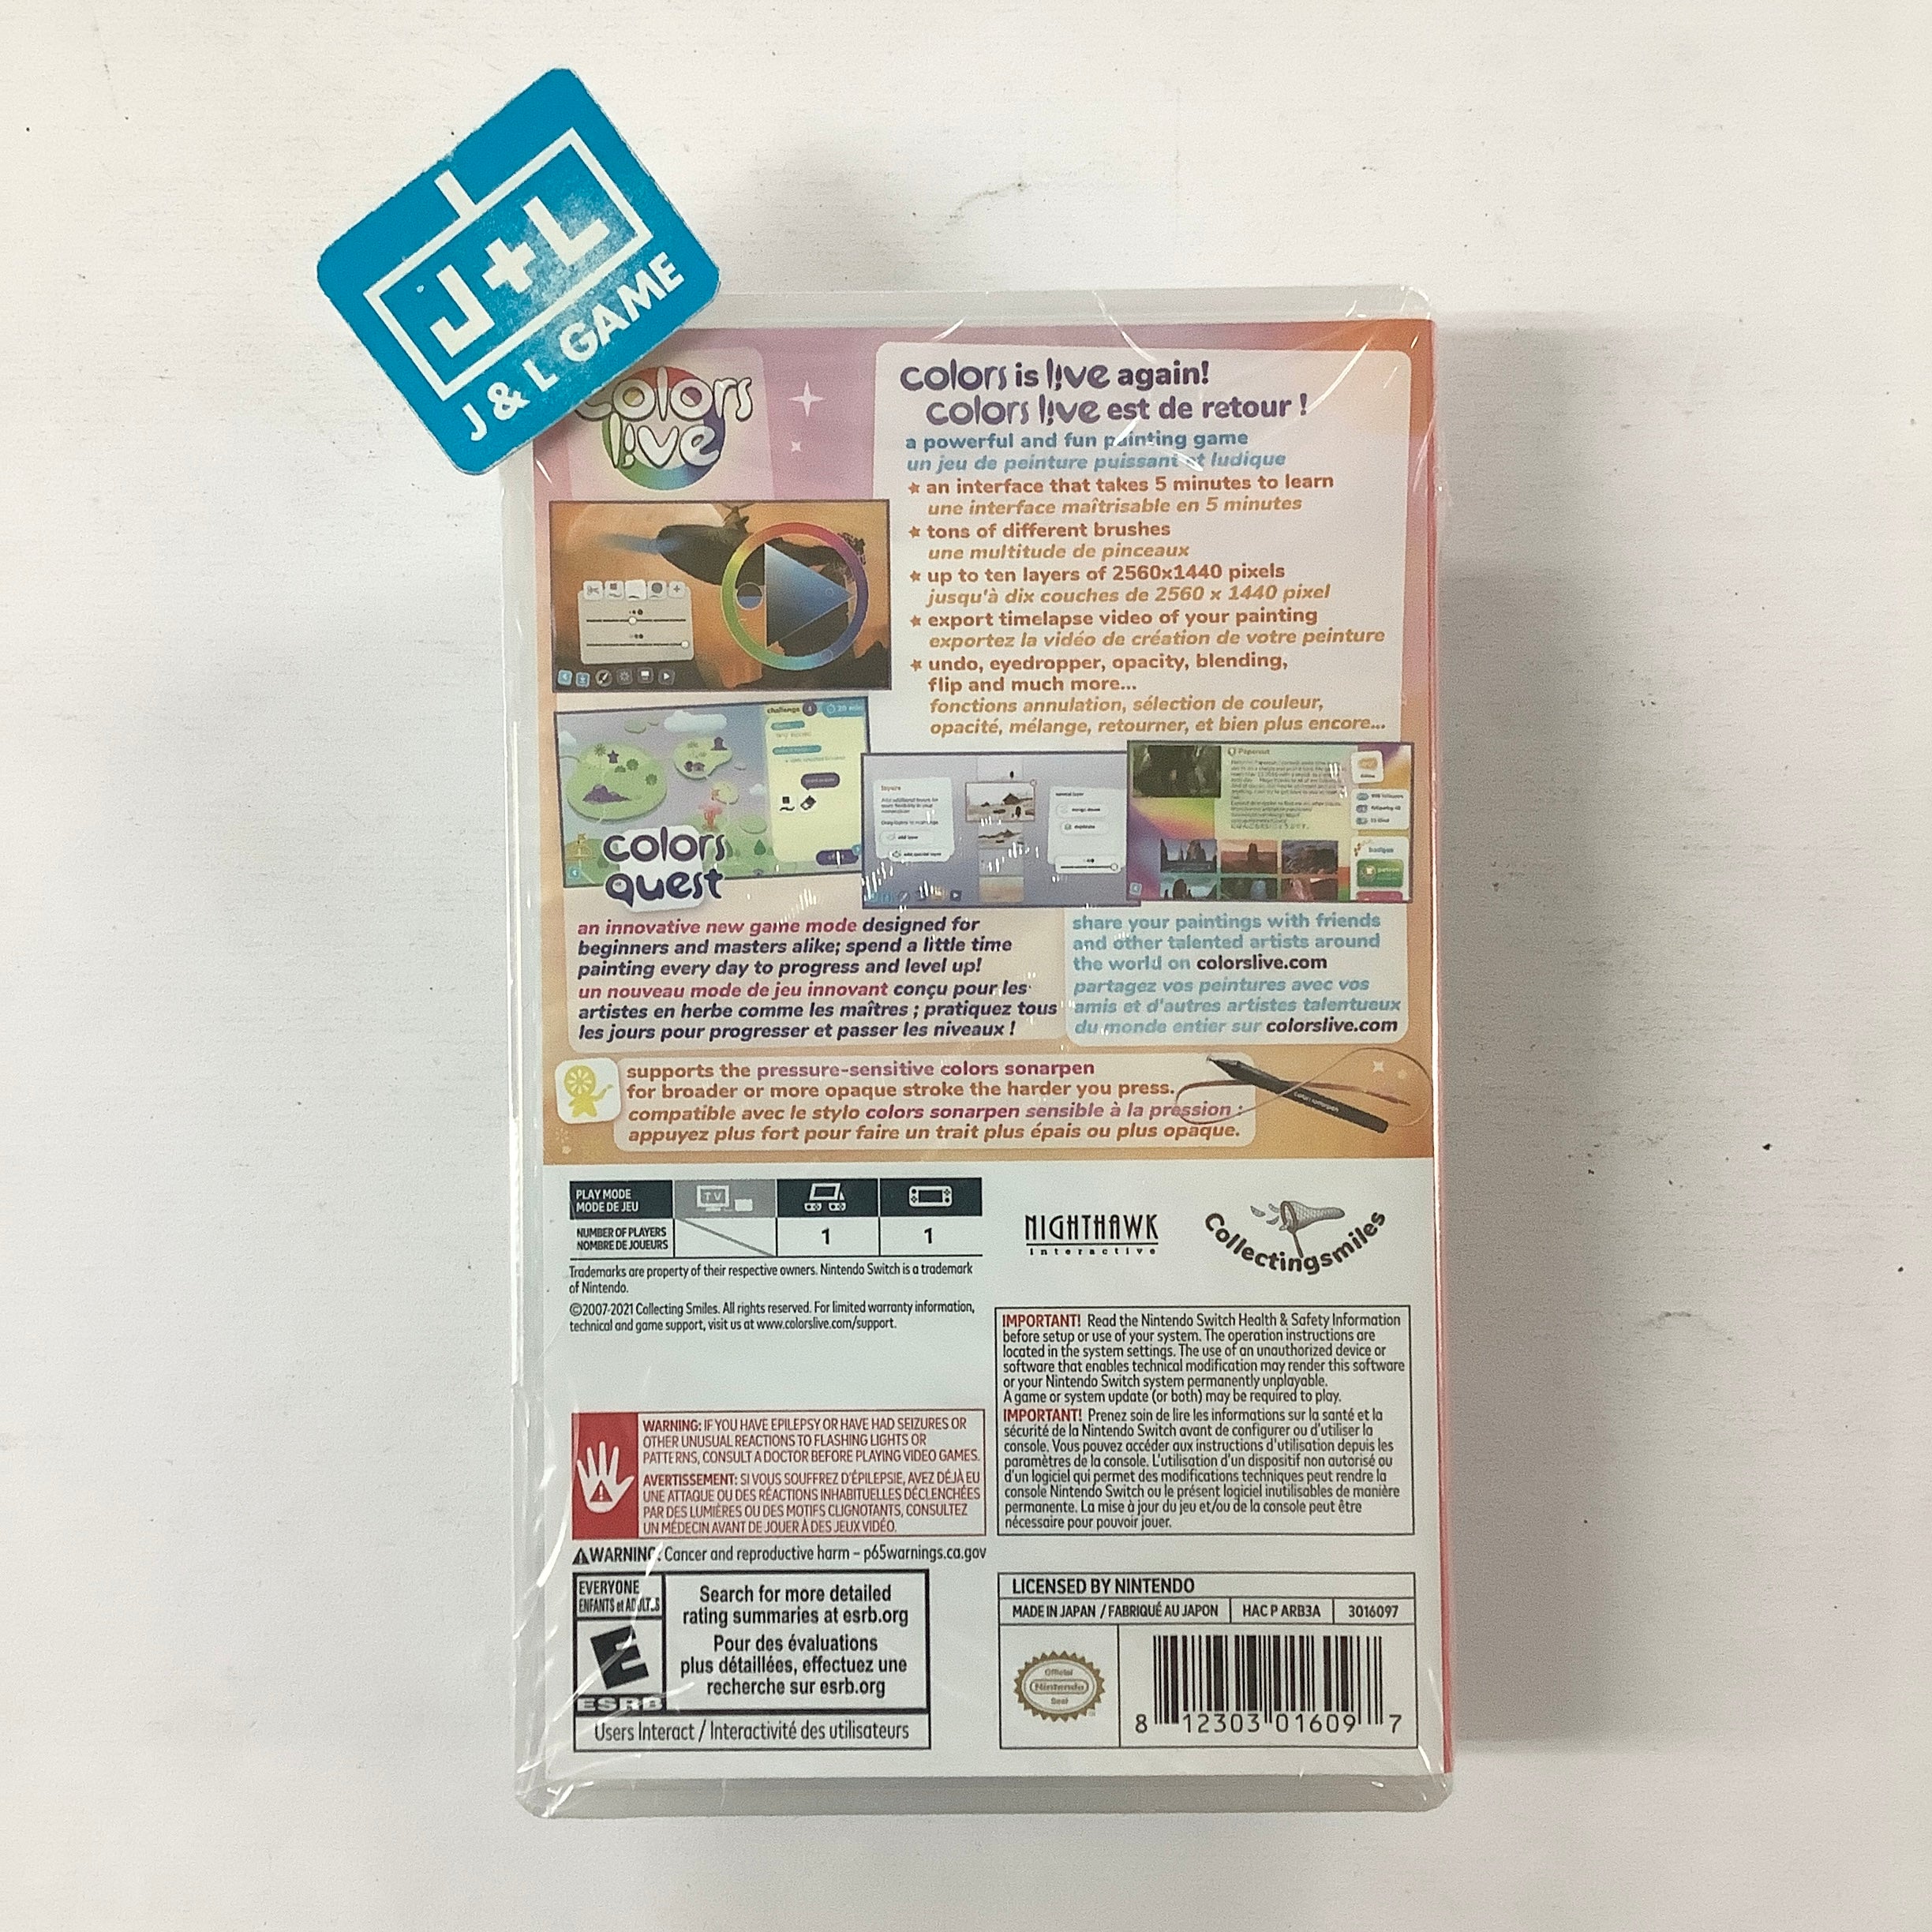 J+L
J & L GAME
colors
live
colors is l!ve again!
colors l!ve est de retour !
a powerful and fun painting game
un jeu de peinture puissant et ludique
★ an interface that takes 5 minutes to learn
une interface maîtrisable en 5 minutes
★ tons of different brushes
une multitude de pinceaux
★ up to ten layers of 2560x1440 pixels
jusqu'à dix couches de 2560 x 1440 pixel
★ export timelapse video of your painting
exportez la vidéo de création de votre peinture
★ undo, eyedropper, opacity, blending,
flip and much more...
fonctions annulation, sélection de couleur,
opacité, mélange, retourner, et bien plus encore...
challenge
layers
Paperout
badges
colors
quest
an innovative new game mode designed for
beginners and masters alike; spend a little time
painting every day to progress and level up!
un nouveau mode de jeu innovant conçu pour les
artistes en herbe comme les maîtres ; pratiquez tous
les jours pour progresser et passer les niveaux !
share your paintings with friends
and other talented artists around
the world on colorslive.com
partagez vos peintures avec vos
amis et d'autres artistes talentueux
du monde entier sur colorslive.com
supports the pressure-sensitive colors sonarpen
for broader or more opaque stroke the harder you press.
compatible avec le stylo colors sonarpen sensible à la pression :
appuyez plus fort pour faire un trait plus épais ou plus opaque.
colors sonarpen
PLAY MODE
MODE DE JEU
TV
NUMBER OF PLAYERS
NOMBRE DE JOUEURS
1
1
NIGHTHAWK
interactive
Collectingsmiles
Trademarks are property of their respective owners. Nintendo Switch is a trademark
of Nintendo.
©2007-2021 Collecting Smiles. All rights reserved. For limited warranty information,
technical and game support, visit us at www.colorslive.com/support.
IMPORTANT! Read the Nintendo Switch Health & Safety Information
before setup or use of your system. The operation instructions are
located in the system settings. The use of an unauthorized device or
software that enables technical modification may render this software
or your Nintendo Switch system permanently unplayable.
A game or system update (or both) may be required to play.
IMPORTANT! Prenez soin de lire les informations sur la santé et la
sécurité de la Nintendo Switch avant de configurer ou d'utiliser la
console. Vous pouvez accéder aux instructions d'utilisation depuis les
paramètres de la console. L'utilisation d'un dispositif non autorisé ou
d'un logiciel qui permet des modifications techniques peut rendre la
console Nintendo Switch ou le présent logiciel inutilisables de manière
permanente. La mise à jour du jeu et/ou de la console peut être
nécessaire pour pouvoir jouer.
WARNING: IF YOU HAVE EPILEPSY OR HAVE HAD SEIZURES OR
OTHER UNUSUAL REACTIONS TO FLASHING LIGHTS OR
PATTERNS, CONSULT A DOCTOR BEFORE PLAYING VIDEO GAMES.
AVERTISSEMENT: SI VOUS SOUFFREZ D'ÉPILEPSIE, AVEZ DÉJÀ EU
UNE ATTAQUE OU DES RÉACTIONS INHABITUELLES DÉCLENCHÉES
PAR DES LUMIÈRES OU DES MOTIFS CLIGNOTANTS, CONSULTEZ
UN MÉDECIN AVANT DE JOUER À DES JEUX VIDÉO.
⚠WARNING: Cancer and reproductive harm – p65warnings.ca.gov
EVERYONE
ENFANTS et ADULTES
E
ESRB
Search for more detailed
rating summaries at esrb.org
Pour des évaluations
plus détaillées, effectuez une
recherche sur esrb.org
Users Interact / Interactivité des utilisateurs
LICENSED BY NINTENDO
MADE IN JAPAN / FABRIQUÉ AU JAPON
HAC P ARB3A
3016097
Official
Nintendo
Seal
8 12303 01609 7